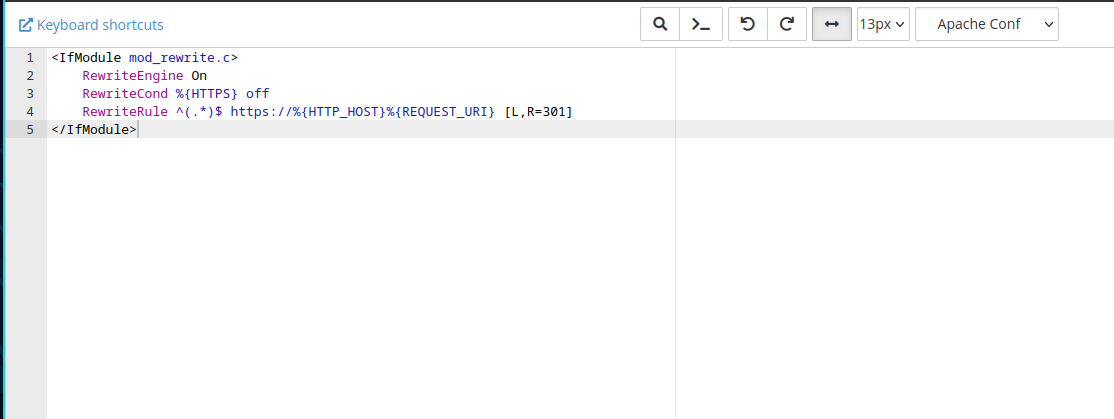 Keyboard shortcuts
13px
Apache Conf
1 <IfModule mod_rewrite.c>
2     RewriteEngine On
3     RewriteCond %{HTTPS} off
4     RewriteRule ^(.*)$ https://%{HTTP_HOST}%{REQUEST_URI} [L,R=301]
5 </IfModule>